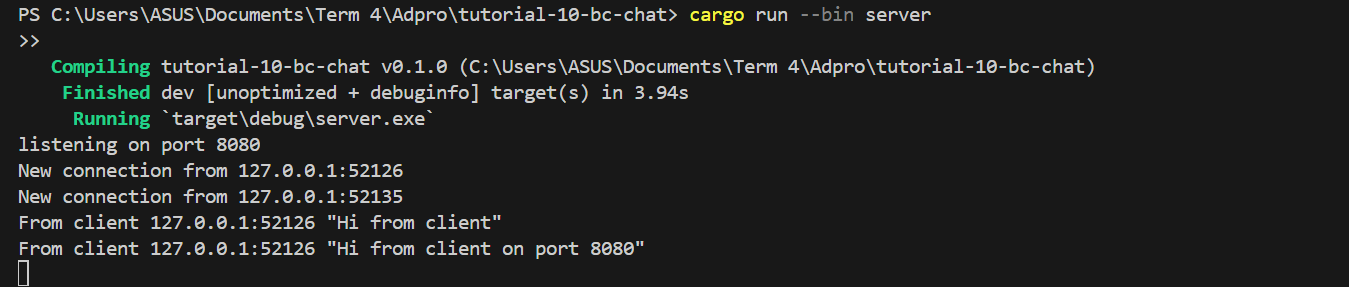 PS C:\Users\ASUS\Documents\Term 4\Adpro\tutorial-10-bc-chat> cargo run --bin server
>>
Compiling tutorial-10-bc-chat v0.1.0 (C:\Users\ASUS\Documents\Term 4\Adpro\tutorial-10-bc-chat)
Finished dev [unoptimized + debuginfo] target(s) in 3.94s
Running `target\debug\server.exe`
listening on port 8080
New connection from 127.0.0.1:52126
New connection from 127.0.0.1:52135
From client 127.0.0.1:52126 "Hi from client"
From client 127.0.0.1:52126 "Hi from client on port 8080"